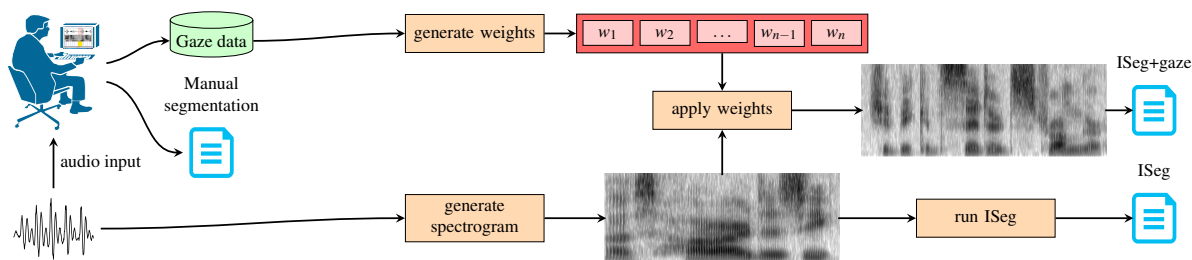 Gaze data
generate weights
w₁ w₂ … wₙ₋₁ wₙ
ISeg+gaze
Manual
segmentation
apply weights
audio input
ISeg
generate
spectrogram
run ISeg